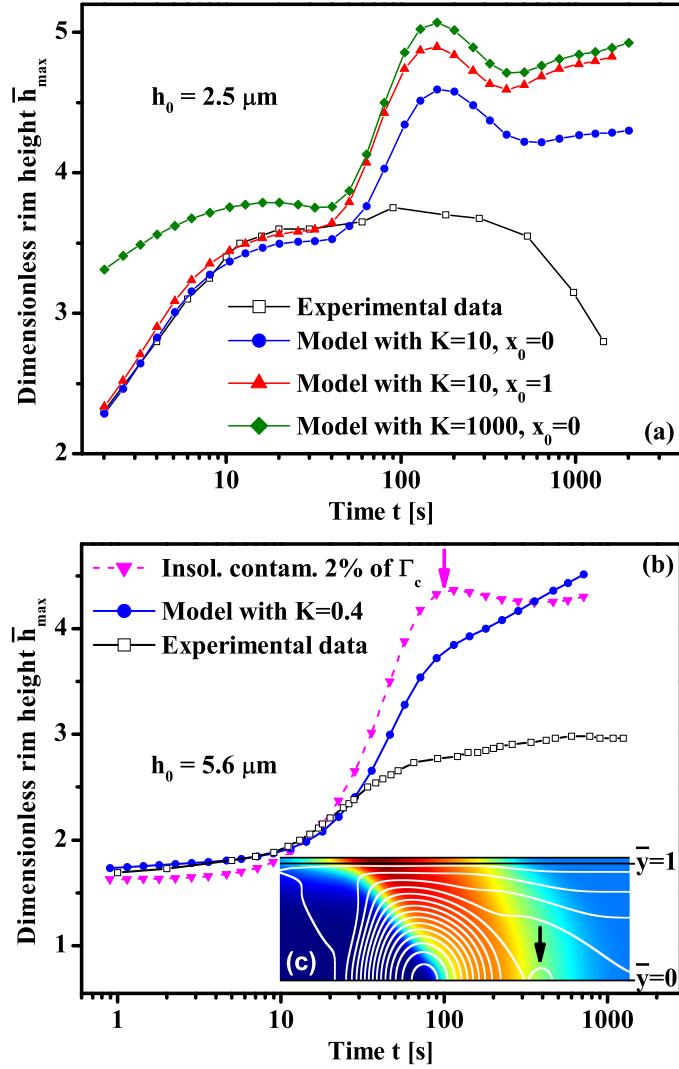 5
4
3
2
Dimensionless rim height h̅max
h0 = 2.5 μm
Experimental data
Model with K=10, x0=0
Model with K=10, x0=1
Model with K=1000, x0=0
(a)
10
100
1000
Time t [s]
(b)
Insol. contam. 2% of Γc
Model with K=0.4
Experimental data
4
3
2
1
Dimensionless rim height h̅max
h0 = 5.6 μm
y̅=1
(c)
y̅=0
1
10
100
1000
Time t [s]